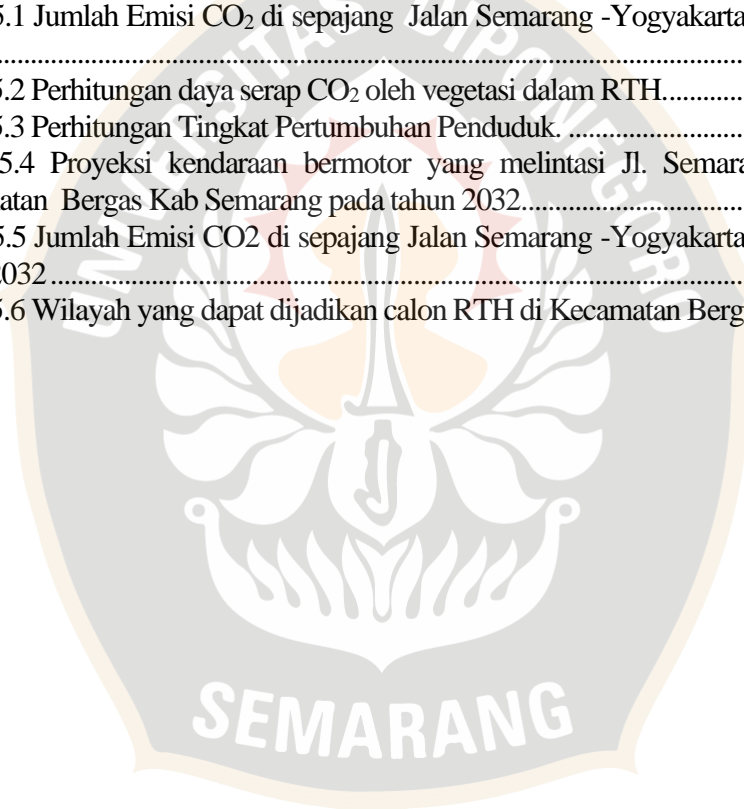 5.1 Jumlah Emisi CO2 di sepajang Jalan Semarang -Yogyakarta
........................................................................................................
5.2 Perhitungan daya serap CO2 oleh vegetasi dalam RTH............
5.3 Perhitungan Tingkat Pertumbuhan Penduduk. ........................
5.4 Proyeksi kendaraan bermotor yang melintasi Jl.
atan Bergas Kab Semarang pada tahun 2032................................
5.5 Jumlah Emisi CO2 di sepajang Jalan Semarang -Yogyakarta
2032 ...............................................................................................
5.6 Wilayah yang dapat dijadikan calon RTH di Kecamatan
UNIVERSITAS DIPONEGORO
SEMARANG